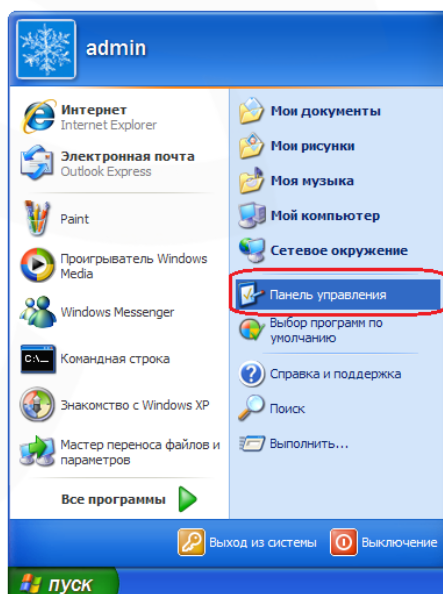 admin
Интернет
Internet Explorer
Электронная почта
Outlook Express
Paint
Проигрыватель Windows
Media
Windows Messenger
C:\_
Командная строка
Знакомство с Windows XP
Мастер переноса файлов и
параметров
Все программы
Мои документы
Мои рисунки
Моя музыка
Мой компьютер
Сетевое окружение
Панель управления
Выбор программ по
умолчанию
Справка и поддержка
Поиск
Выполнить...
Выход из системы
Выключение
пуск